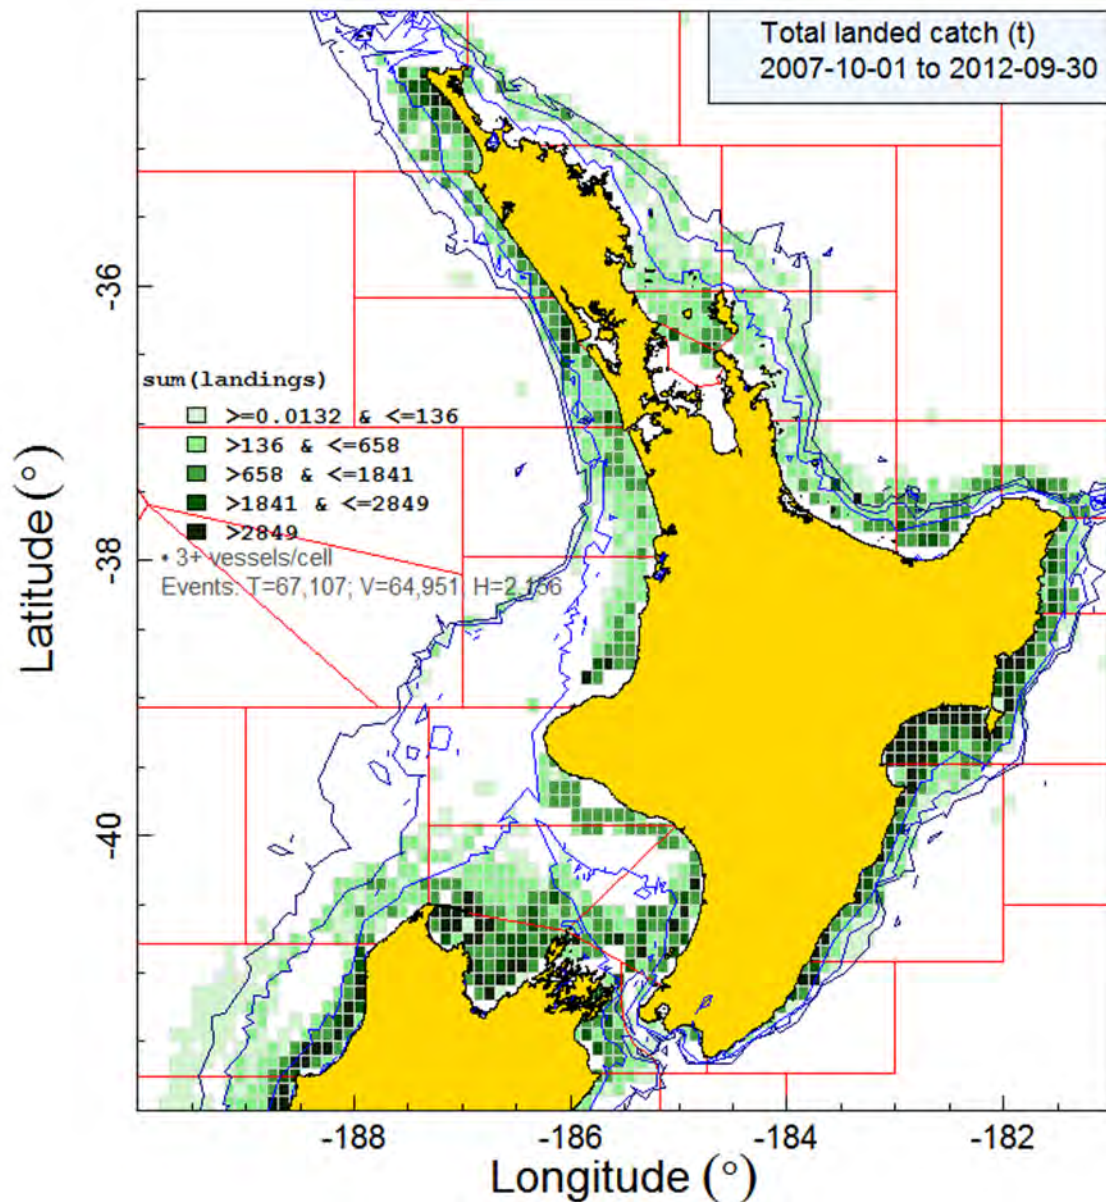 Total landed catch (t)
2007-10-01 to 2012-09-30
-36
sum(landings)
>=0.0132 & <=136
>136 & <=658
>658 & <=1841
>1841 & <=2849
>2849
• 3+ vessels/cell
Events: T=67,107; V=64,951; H=2,156
-38
Latitude (°)
-40
-188
-186
-184
-182
Longitude (°)